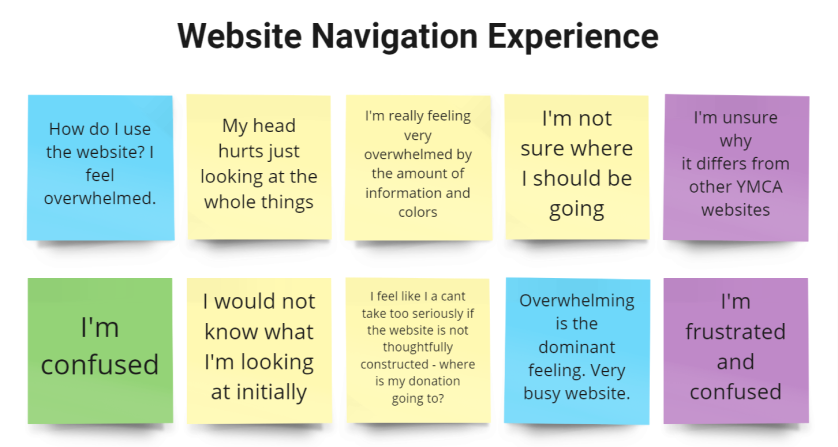 Website Navigation Experience
How do I use
the website? I
feel
overwhelmed.
My head
hurts just
looking at the
whole things
I'm really feeling
very
overwhelmed by
the amount of
information and
colors
I'm not
sure where
I should be
going
I'm unsure
why
it differs from
other YMCA
websites
I'm
confused
I would not
know what
I'm looking
at initially
I feel like I a cant
take too seriously if
the website is not
thoughtfully
constructed - where
is my donation
going to?
Overwhelming
is the
dominant
feeling. Very
busy website.
I'm
frustrated
and
confused